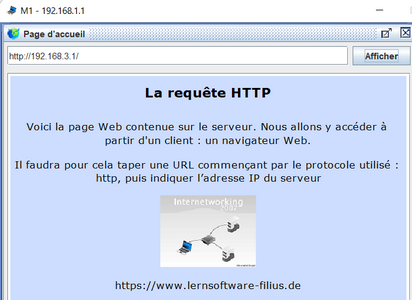 M1 - 192.168.1.1
Page d'accueil
http://192.168.3.1/
Afficher
La requête HTTP
Voici la page Web contenue sur le serveur. Nous allons y accéder à
partir d'un client : un navigateur Web.
Il faudra pour cela taper une URL commençant par le protocole utilisé :
http, puis indiquer l’adresse IP du serveur
Internetworking
https://www.lernsoftware-filius.de